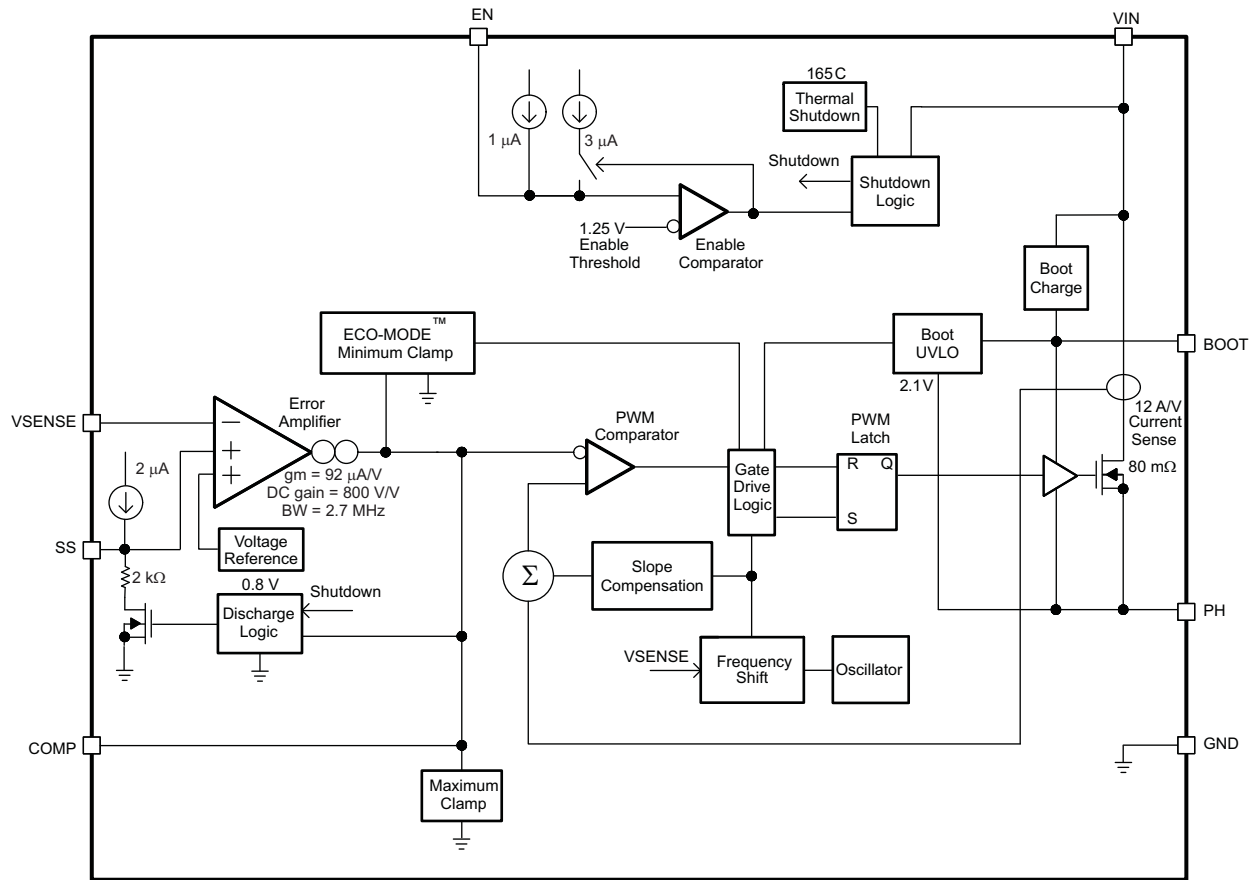 EN
VIN
165C
Thermal
Shutdown
1 μA
3 μA
Shutdown
Shutdown
Logic
1.25 V
Enable
Threshold
Enable
Comparator
Boot
Charge
ECO-MODE™
Minimum Clamp
Boot
UVLO
BOOT
2.1V
VSENSE
Error
Amplifier
PWM
Comparator
PWM
Latch
12 A/V
Current
Sense
gm = 92 μA/V
DC gain = 800 V/V
BW = 2.7 MHz
Gate
Drive
Logic
R Q
S
80 mΩ
2 μA
SS
Voltage
Reference
2 kΩ
0.8 V
Shutdown
Discharge
Logic
Σ
Slope
Compensation
PH
VSENSE
Frequency
Shift
Oscillator
COMP
GND
Maximum
Clamp